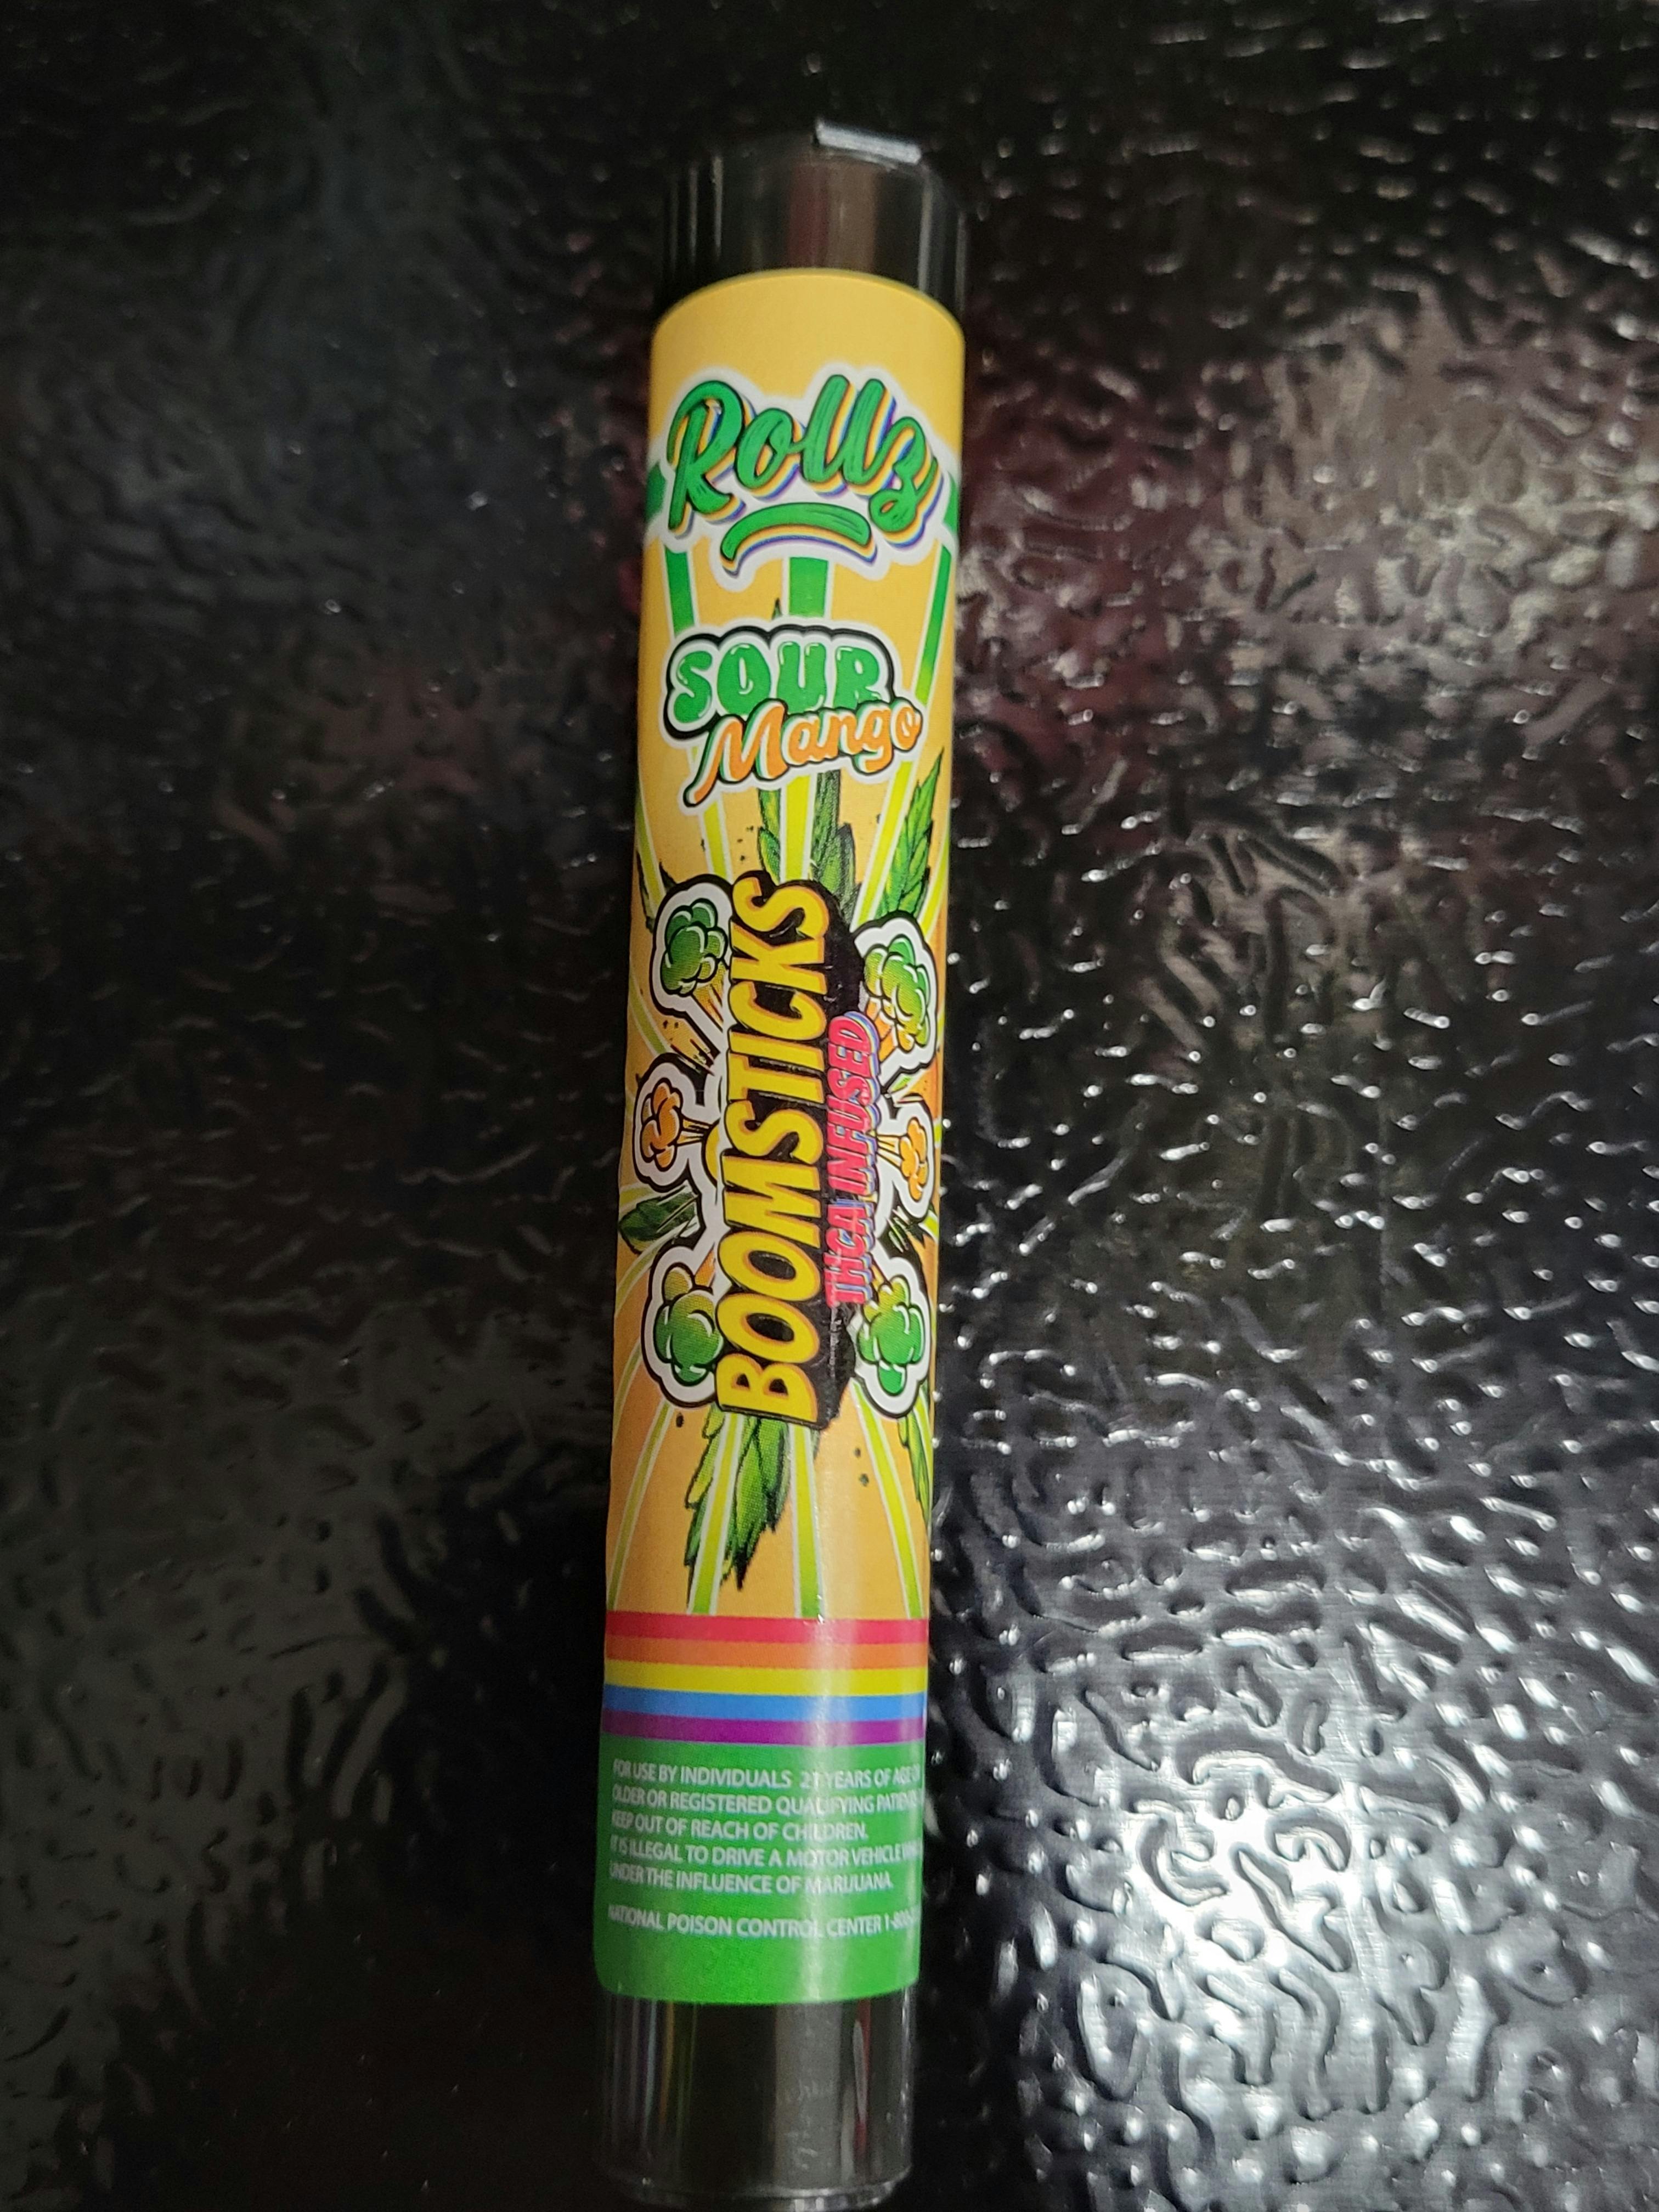 Rollz
SOUR
Mango
BOOMSTICKS
THCA INFUSED
FOR USE BY INDIVIDUALS 21 YEARS OF AGE
OLDER OR REGISTERED QUALIFYING
KEEP OUT OF REACH OF CHILDREN.
IT IS ILLEGAL TO DRIVE A MOTOR VEHICLE
UNDER THE INFLUENCE OF MARIJUANA.
NATIONAL POISON CONTROL CENTER 1-800